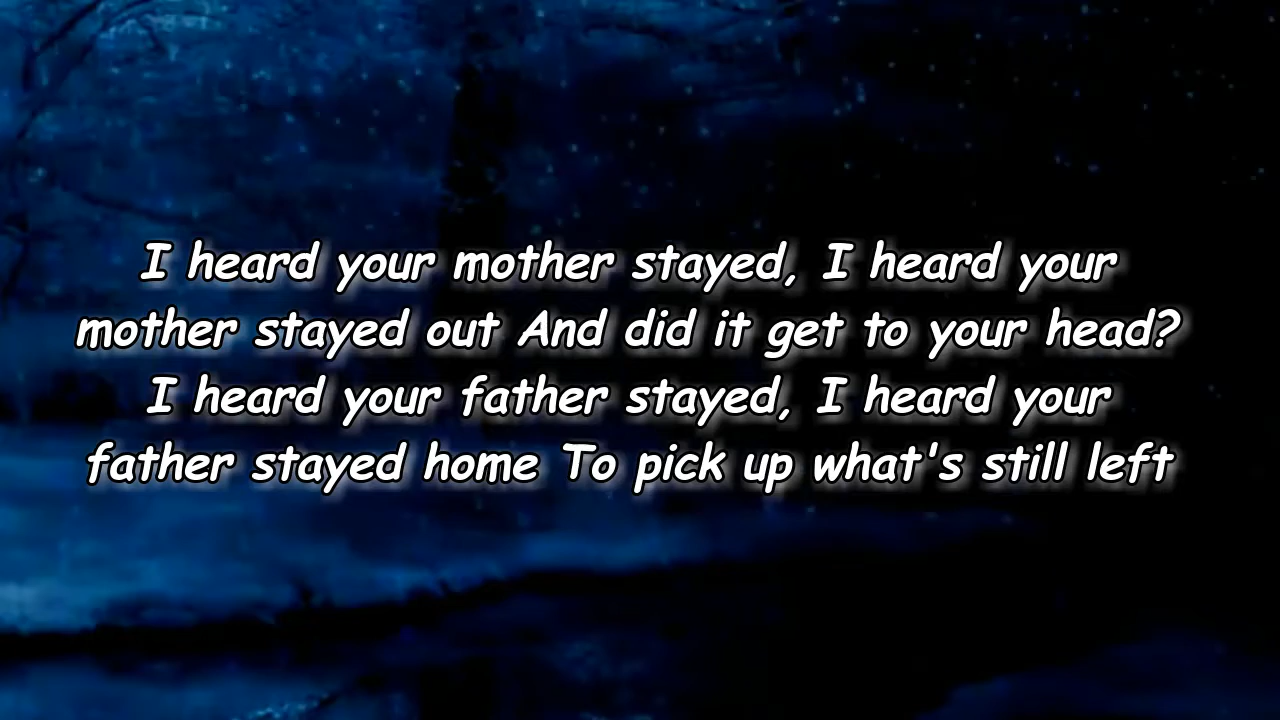 I heard your mother stayed, I heard your
mother stayed out And did it get to your head?
I heard your father stayed, I heard your
father stayed home To pick up what's still left